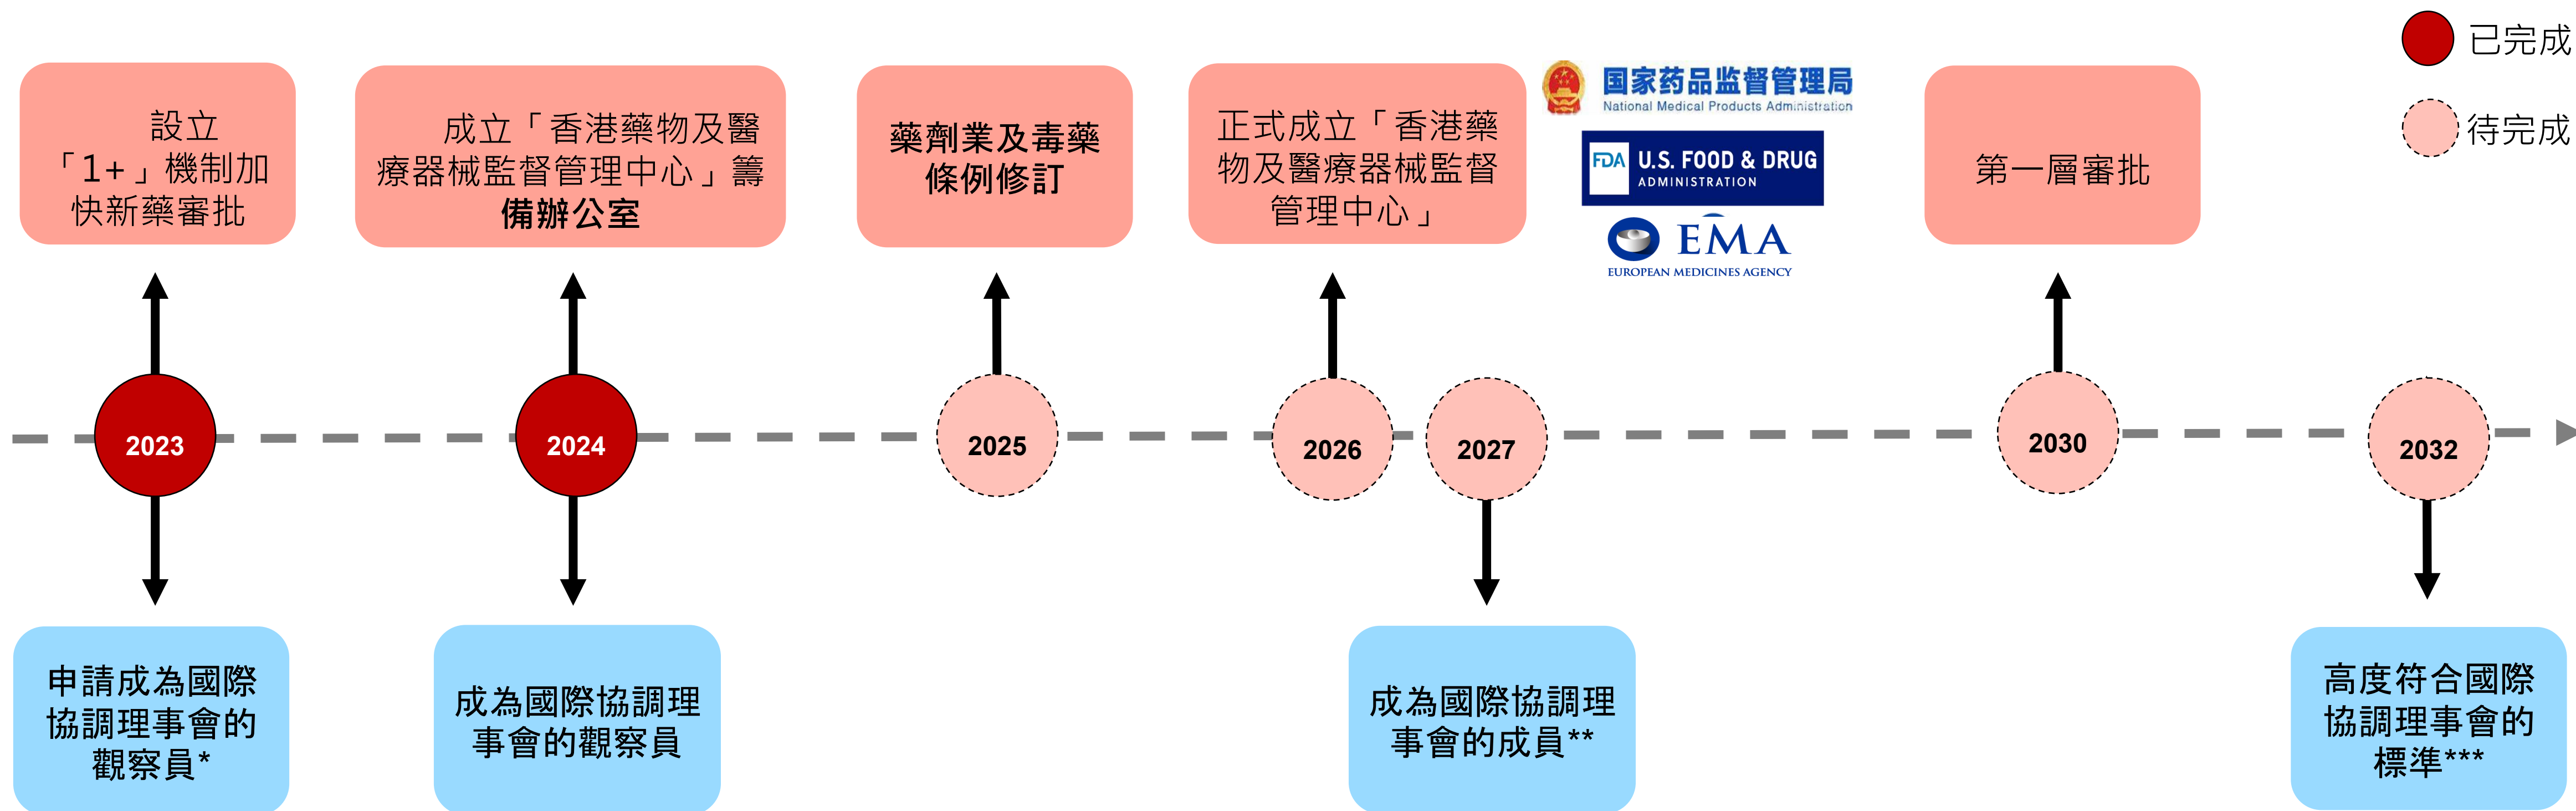 已完成
待完成
設立
「1+」機制加
快新藥審批
成立「香港藥物及醫
療器械監督管理中心」籌
備辦公室
藥劑業及毒藥
條例修訂
正式成立「香港藥
物及醫療器械監督
管理中心」
国家药品监督管理局
National Medical Products Administration
FDA U.S. FOOD & DRUG
ADMINISTRATION
EMA
EUROPEAN MEDICINES AGENCY
第一層審批
2023
2024
2025
2026
2027
2030
2032
申請成為國際
協調理事會的
觀察員*
成為國際協調理
事會的觀察員
成為國際協調理
事會的成員**
高度符合國際
協調理事會的
標準***